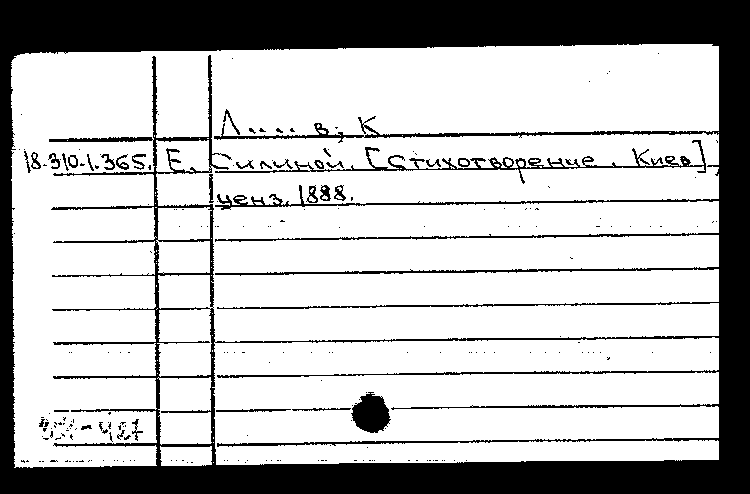 Л.... в; К
18.310.1.365. Е. Силиной. [Стихотворение. Киев],
ценз. 1888.